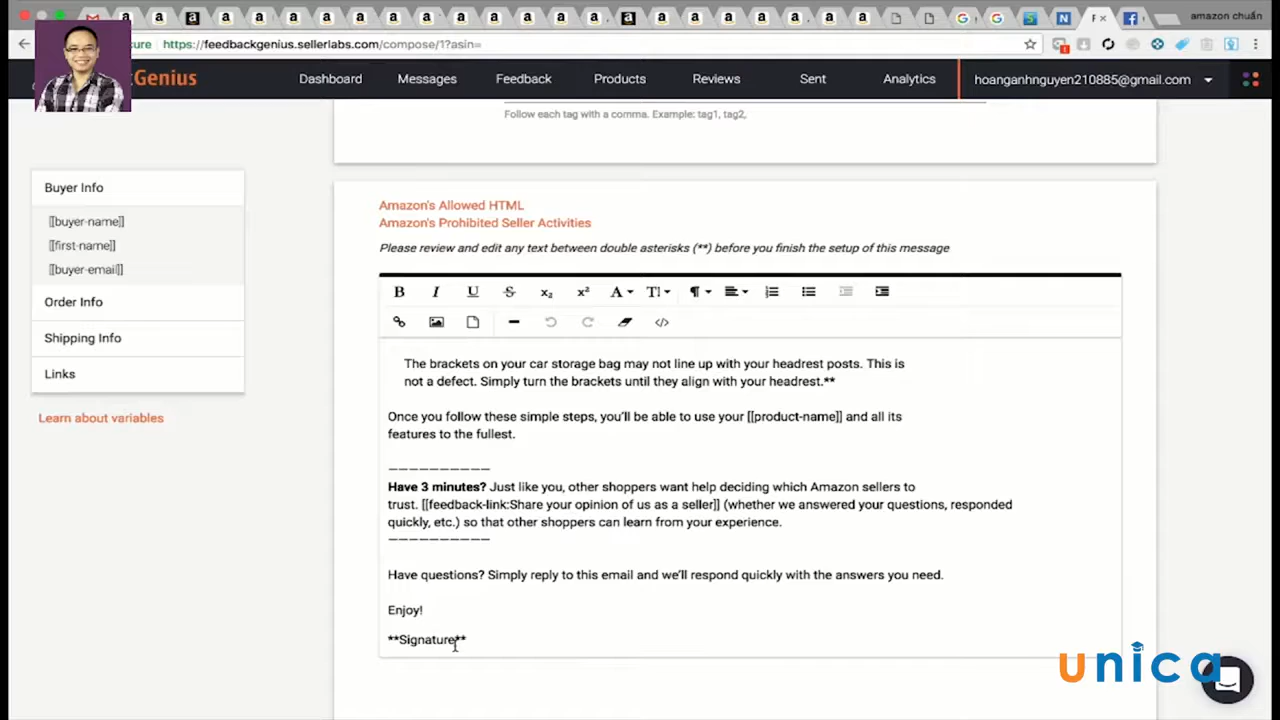 amazon chuẩn
cure https://feedbackgenius.sellerlabs.com/compose/1?asin=
kGenius Dashboard Messages Feedback Products Reviews Sent Analytics hoanganhnguyen210885@gmail.com
Follow each tag with a comma. Example: tag1, tag2,
Buyer Info
[[buyer-name]]
[[first-name]]
[[buyer-email]]
Order Info
Shipping Info
Links
Learn about variables
Amazon's Allowed HTML
Amazon's Prohibited Seller Activities
Please review and edit any text between double asterisks (**) before you finish the setup of this message
The brackets on your car storage bag may not line up with your headrest posts. This is
not a defect. Simply turn the brackets until they align with your headrest.**
Once you follow these simple steps, you'll be able to use your [[product-name]] and all its
features to the fullest.
__________
Have 3 minutes? Just like you, other shoppers want help deciding which Amazon sellers to
trust. [[feedback-link:Share your opinion of us as a seller]] (whether we answered your questions, responded
quickly, etc.) so that other shoppers can learn from your experience.
__________
Have questions? Simply reply to this email and we'll respond quickly with the answers you need.
Enjoy!
**Signature**
unica